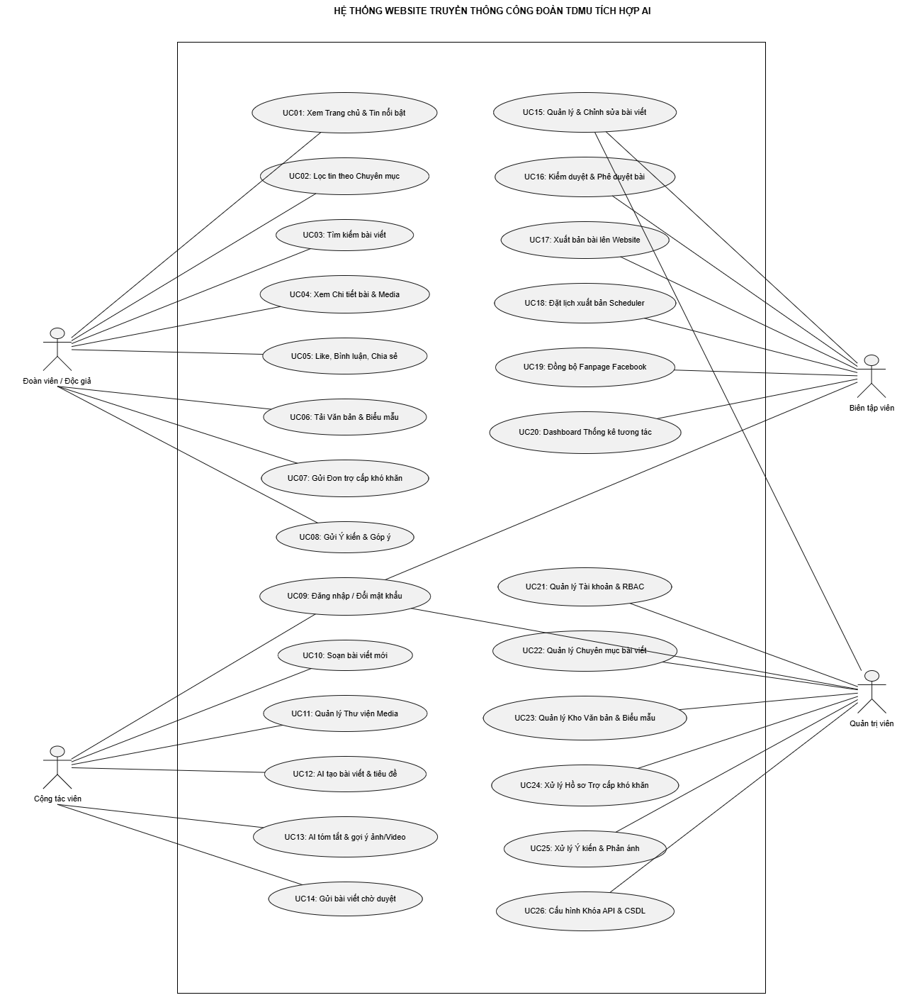 HỆ THỐNG WEBSITE TRUYỀN THÔNG CÔNG ĐOÀN TDMU TÍCH HỢP AI
UC01: Xem Trang chủ & Tin nổi bật
UC02: Lọc tin theo Chuyên mục
UC03: Tìm kiếm bài viết
UC04: Xem Chi tiết bài & Media
UC05: Like, Bình luận, Chia sẻ
Đoàn viên / Độc giả
UC06: Tải Văn bản & Biểu mẫu
UC07: Gửi Đơn trợ cấp khó khăn
UC08: Gửi Ý kiến & Góp ý
UC09: Đăng nhập / Đổi mật khẩu
UC10: Soạn bài viết mới
UC11: Quản lý Thư viện Media
UC12: AI tạo bài viết & tiêu đề
Cộng tác viên
UC13: AI tóm tắt & gợi ý ảnh/Video
UC14: Gửi bài viết chờ duyệt
UC15: Quản lý & Chỉnh sửa bài viết
UC16: Kiểm duyệt & Phê duyệt bài
UC17: Xuất bản bài lên Website
UC18: Đặt lịch xuất bản Scheduler
UC19: Đồng bộ Fanpage Facebook
Biên tập viên
UC20: Dashboard Thống kê tương tác
UC21: Quản lý Tài khoản & RBAC
UC22: Quản lý Chuyên mục bài viết
UC23: Quản lý Kho Văn bản & Biểu mẫu
Quản trị viên
UC24: Xử lý Hồ sơ Trợ cấp khó khăn
UC25: Xử lý Ý kiến & Phản ánh
UC26: Cấu hình Khóa API & CSDL